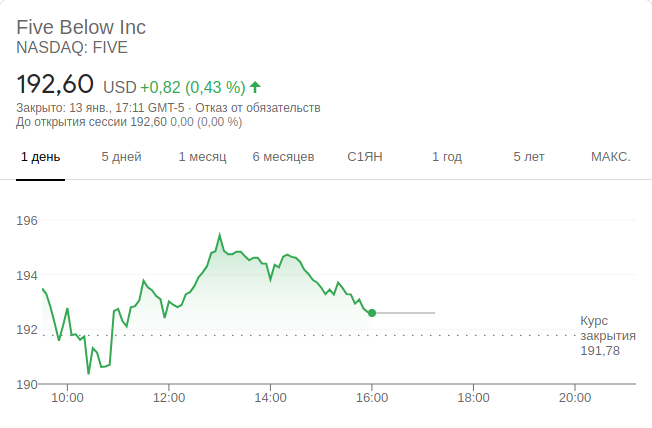 Five Below Inc
NASDAQ: FIVE
192,60 USD +0,82 (0,43 %)
Закрыто: 13 янв., 17:11 GMT-5 · Отказ от обязательств
До открытия сессии 192,60 0,00 (0,00 %)
1 день 5 дней 1 месяц 6 месяцев С1ЯН 1 год 5 лет МАКС.
196
194
192
190
Курс
закрытия
191,78
10:00 12:00 14:00 16:00 18:00 20:00